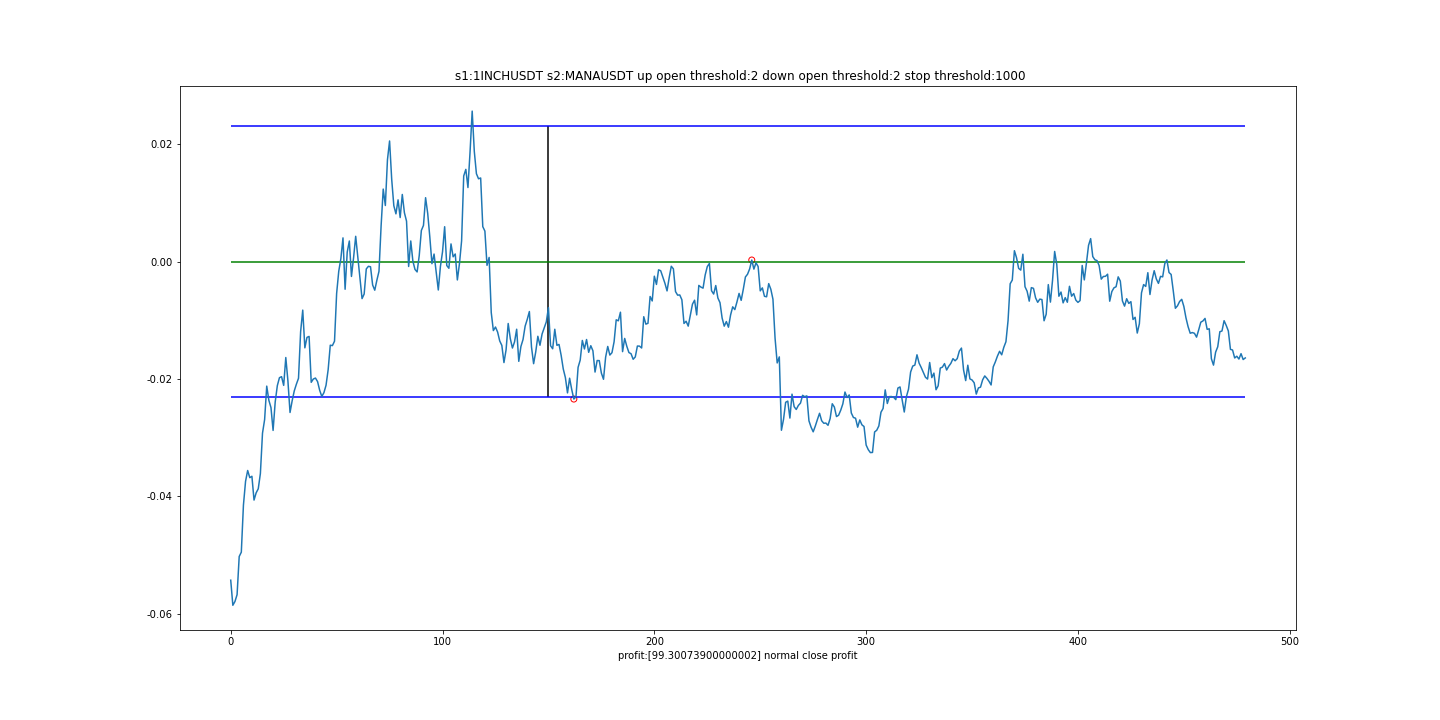 s1:1INCHUSDT s2:MANAUSDT up open threshold:2 down open threshold:2 stop threshold:1000
0.02
0.00
-0.02
-0.04
-0.06
0 100 200 300 400 500
profit:[99.30073900000002] normal close profit